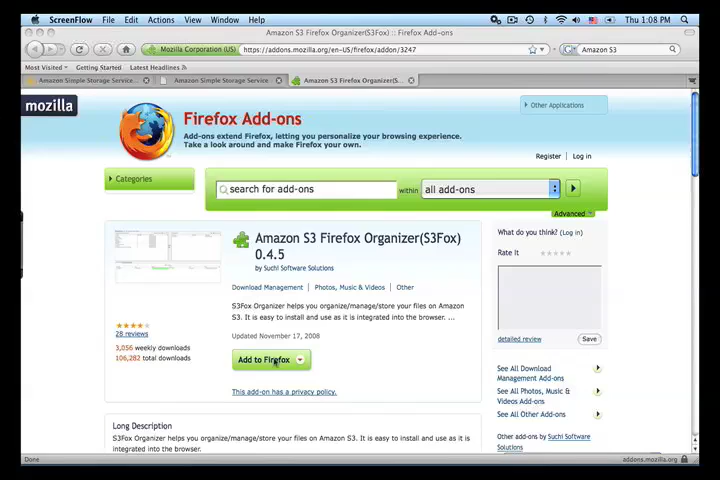 ScreenFlow File Edit Actions View Window Help Thu 1:08 PM
Amazon S3 Firefox Organizer(S3Fox) :: Firefox Add-ons
Mozilla Corporation (US) https://addons.mozilla.org/en-US/firefox/addon/3247 Amazon S3
Most Visited Getting Started Latest Headlines
Amazon Simple Storage Service... Amazon Simple Storage Service... Amazon S3 Firefox Organizer(S...
mozilla
Other Applications
Firefox Add-ons
Add-ons extend Firefox, letting you personalize your browsing experience.
Take a look around and make Firefox your own.
Register Log in
Categories
search for add-ons within all add-ons
Advanced
Amazon S3 Firefox Organizer(S3Fox)
0.4.5
by Suchi Software Solutions
Download Management Photos, Music & Videos Other
S3Fox Organizer helps you organize/manage/store your files on Amazon
S3. It is easy to install and use as it is integrated into the browser. ...
Updated November 17, 2008
28 reviews
3,056 weekly downloads
106,282 total downloads
Add to Firefox
This add-on has a privacy policy.
What do you think? (Log in)
Rate it
detailed review Save
See All Download
Management Add-ons
See All Photos, Music &
Videos Add-ons
See All Other Add-ons
Other add-ons by Suchi Software
Solutions
Long Description
S3Fox Organizer helps you organize/manage/store your files on Amazon S3. It is easy to install and use as it is
integrated into the browser.
Done addons.mozilla.org